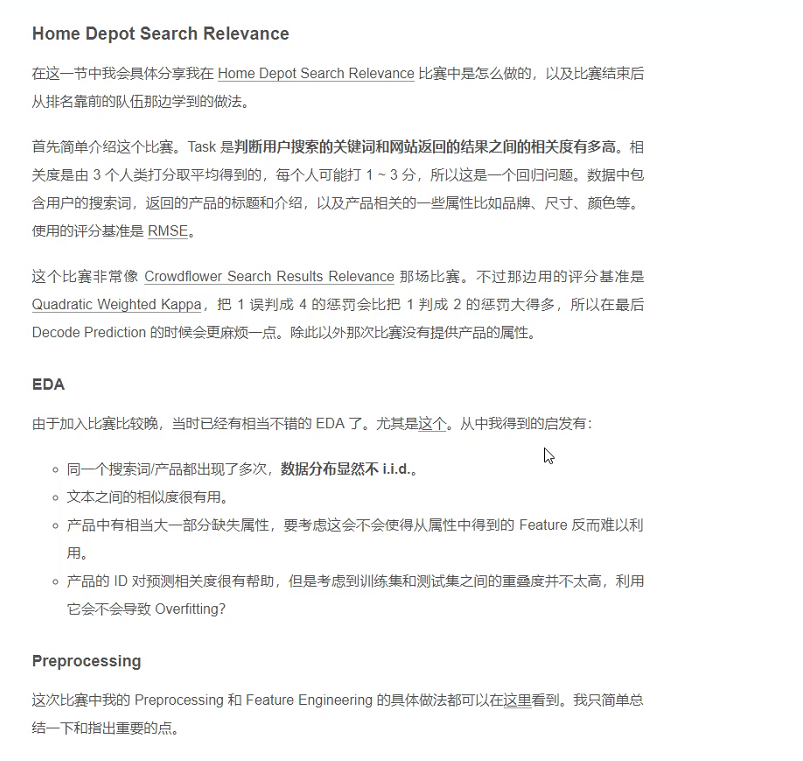 Home Depot Search Relevance
在这一节中我会具体分享我在 Home Depot Search Relevance 比赛中是怎么做的，以及比赛结束后
从排名靠前的队伍那边学到的做法。
首先简单介绍这个比赛。Task 是判断用户搜索的关键词和网站返回的结果之间的相关度有多高。相
关度是由 3 个人类打分取平均得到的，每个人可能打 1 ~ 3 分，所以这是一个回归问题。数据中包
含用户的搜索词，返回的产品的标题和介绍，以及产品相关的一些属性比如品牌、尺寸、颜色等。
使用的评分基准是 RMSE。
这个比赛非常像 Crowdflower Search Results Relevance 那场比赛。不过那边用的评分基准是
Quadratic Weighted Kappa，把 1 误判成 4 的惩罚会比把 1 判成 2 的惩罚大得多，所以在最后
Decode Prediction 的时候会更麻烦一点。除此以外那次比赛没有提供产品的属性。
EDA
由于加入比赛比较晚，当时已经有相当不错的 EDA 了。尤其是这个。从中我得到的启发有：
同一个搜索词/产品都出现了多次，数据分布显然不 i.i.d.。
文本之间的相似度很有用。
产品中有相当大一部分缺失属性，要考虑这会不会使得从属性中得到的 Feature 反而难以利
用。
产品的 ID 对预测相关度很有帮助，但是考虑到训练集和测试集之间的重叠度并不太高，利用
它会不会导致 Overfitting？
Preprocessing
这次比赛中我的 Preprocessing 和 Feature Engineering 的具体做法都可以在这里看到。我只简单总
结一下和指出重要的点。